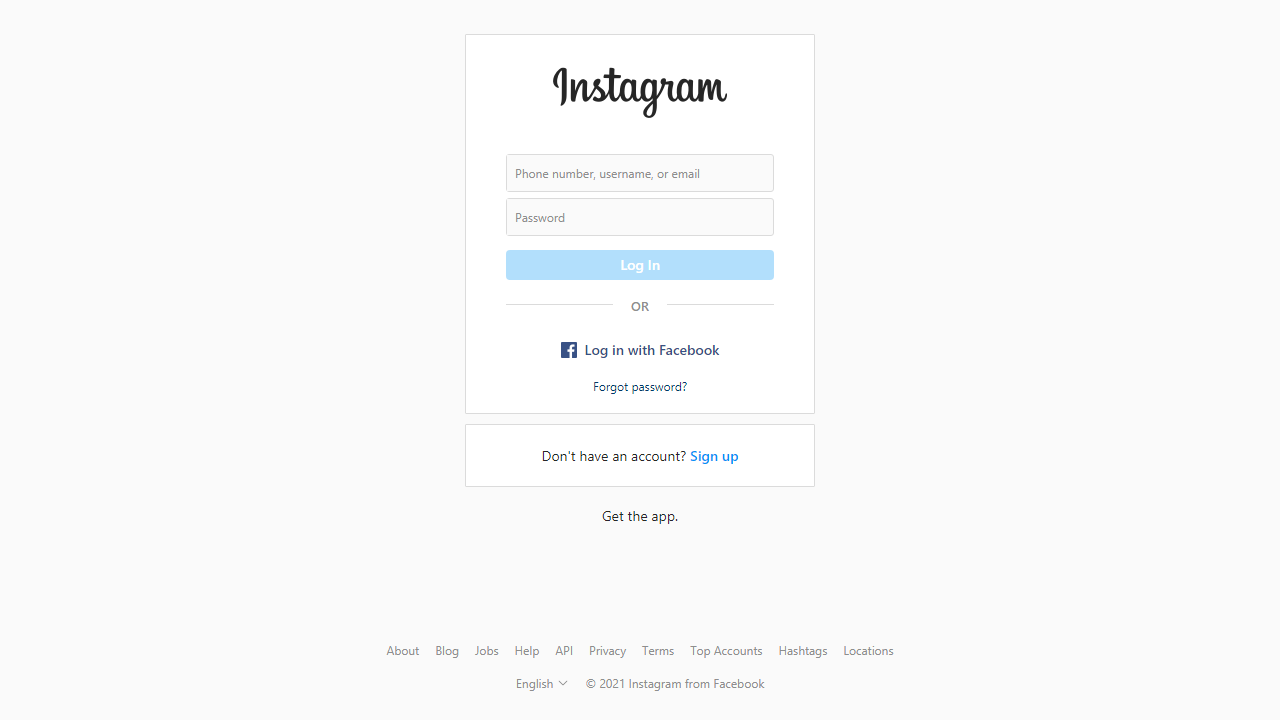 Instagram
Phone number, username, or email
Password
Log In
OR
Log in with Facebook
Forgot password?
Don't have an account? Sign up
Get the app.
About Blog Jobs Help API Privacy Terms Top Accounts Hashtags Locations
English © 2021 Instagram from Facebook